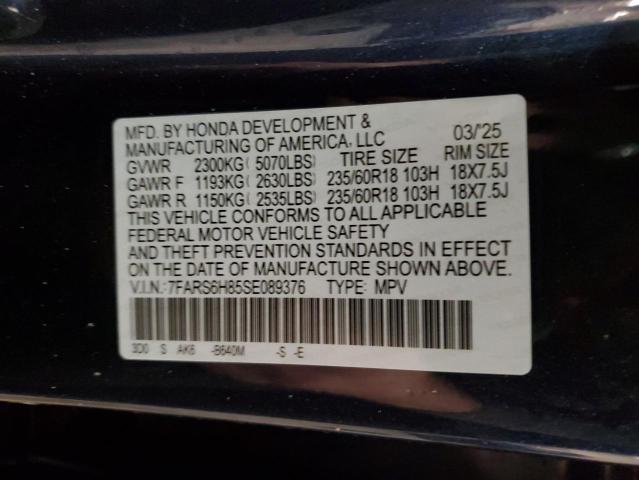 MFD. BY HONDA DEVELOPMENT & 03/'25
MANUFACTURING OF AMERICA, LLC
GVWR 2300KG( 5070LBS) TIRE SIZE RIM SIZE
GAWR F 1193KG( 2630LBS) 235/60R18 103H 18X7.5J
GAWR R 1150KG( 2535LBS) 235/60R18 103H 18X7.5J
THIS VEHICLE CONFORMS TO ALL APPLICABLE
FEDERAL MOTOR VEHICLE SAFETY
AND THEFT PREVENTION STANDARDS IN EFFECT
ON THE DATE OF MANUFACTURE SHOWN ABOVE.
V.I.N.:7FARS6H85SE089376 TYPE: MPV
3D0 S AK6 -B640M -S -E